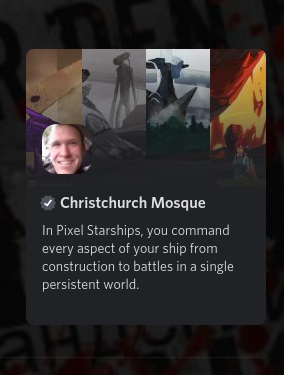 Christchurch Mosque
In Pixel Starships, you command
every aspect of your ship from
construction to battles in a single
persistent world.